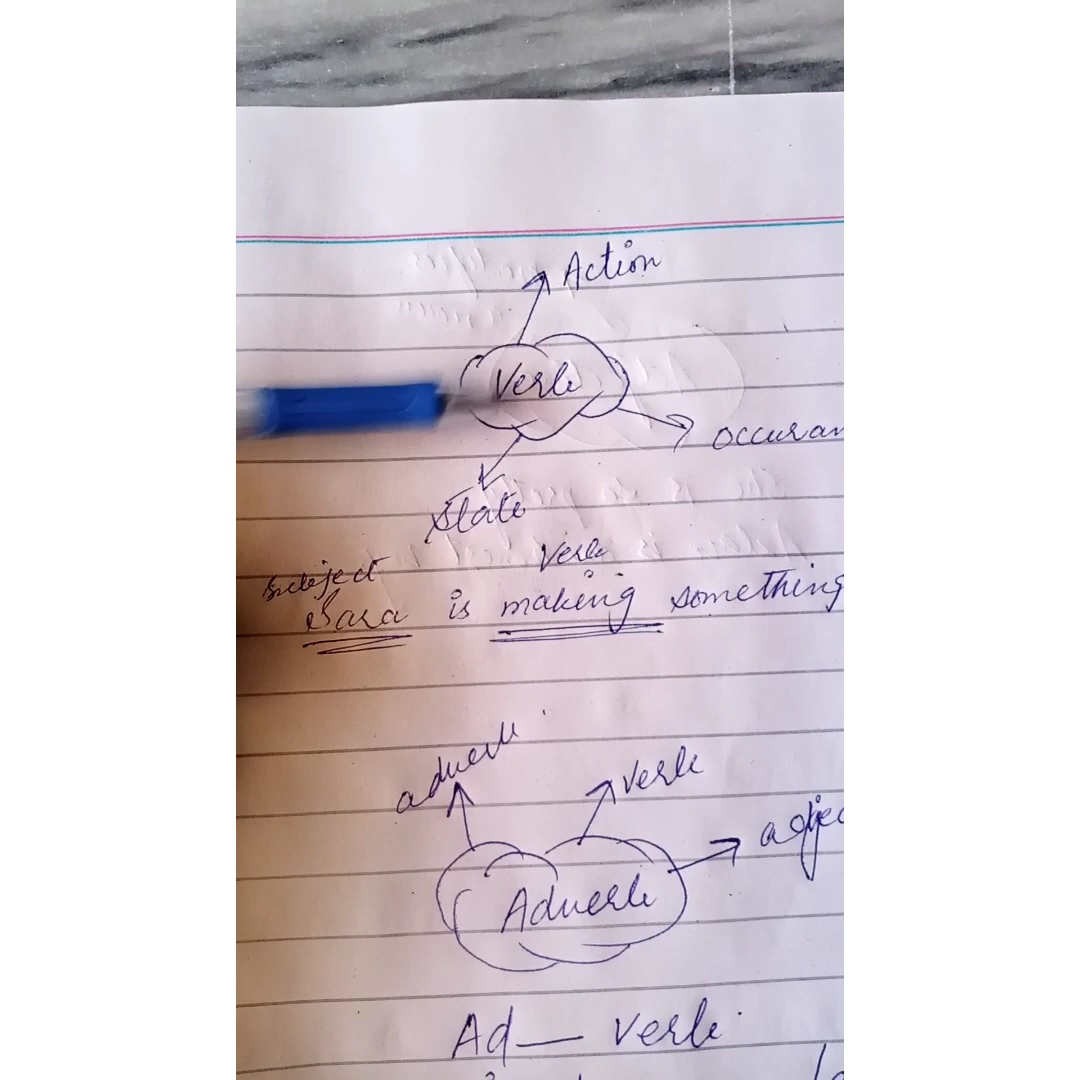 Action
Verb
occuran
State
Verb
Subject
Sara is making something
adverb
verb
adjec
Adverb
Ad— Verb